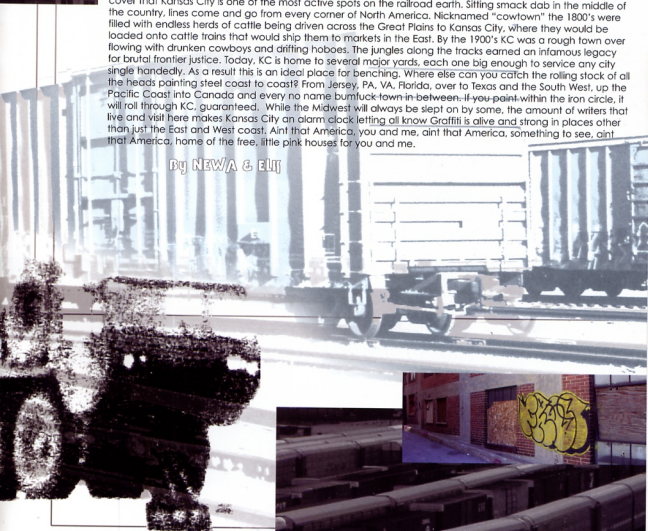 cover that Kansas City is one of the most active spots on the railroad earth. Sitting smack dab in the middle of
the country, lines come and go from every corner of North America. Nicknamed “cowtown” the 1800’s were
filled with endless herds of cattle being driven across the Great Plains to Kansas City, where they would be
loaded onto cattle trains that would ship them to markets in the East. By the 1900’s KC was a rough town over
flowing with drunken cowboys and drifting hoboes. The jungles along the tracks earned an infamous legacy
for brutal frontier justice. Today, KC is home to several major yards, each one big enough to service any city
single handedly. As a result this is an ideal place for benching. Where else can you catch the rolling stock of all
the heads painting steel coast to coast? From Jersey, PA, VA, Florida, over to Texas and the South West, up the
Pacific Coast into Canada and every no name bumfuck town in between. If you paint within the iron circle, it
will roll through KC, guaranteed.  While the Midwest will always be slept on by some, the amount of writers that
live and visit here makes Kansas City an alarm clock letting all know Graffiti is alive and strong in places other
than just the East and West coast. Aint that America, you and me, aint that America, something to see, aint
that America, home of the free, little pink houses for you and me.
By NEW/A & ELIJ